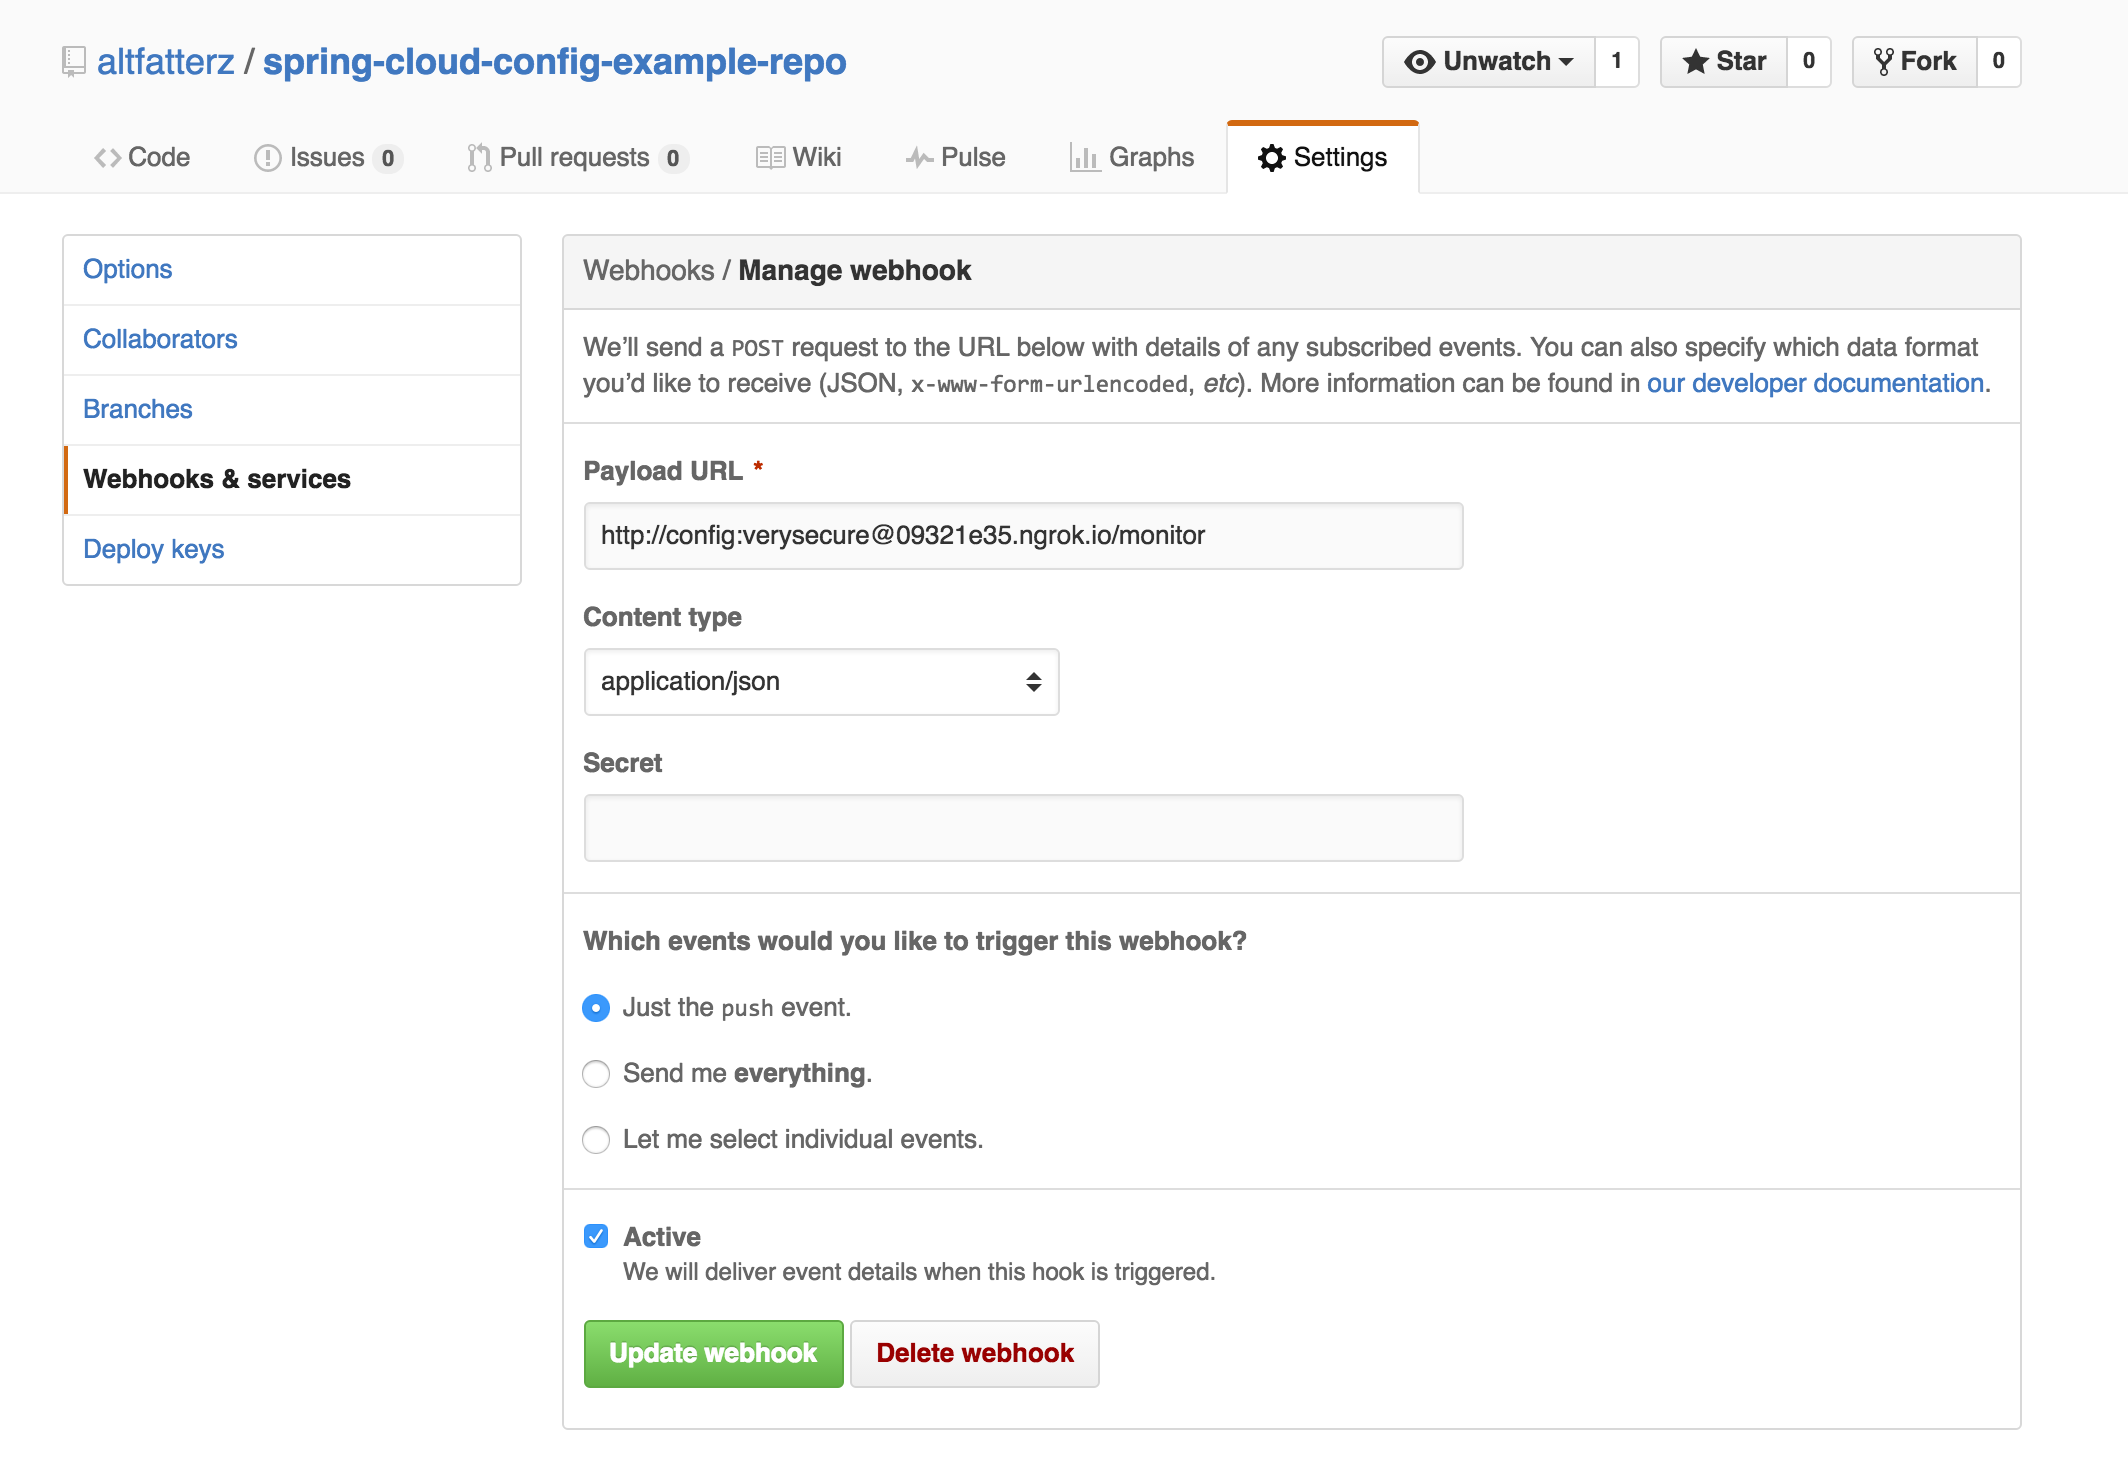 altfatterz / spring-cloud-config-example-repo
Unwatch 1 Star 0 Fork 0
Code Issues 0 Pull requests 0 Wiki Pulse Graphs Settings
Options
Collaborators
Branches
Webhooks & services
Deploy keys
Webhooks / Manage webhook
We’ll send a POST request to the URL below with details of any subscribed events. You can also specify which data format
you’d like to receive (JSON, x-www-form-urlencoded, etc). More information can be found in our developer documentation.
Payload URL *
http://config:verysecure@09321e35.ngrok.io/monitor
Content type
application/json
Secret
Which events would you like to trigger this webhook?
Just the push event.
Send me everything.
Let me select individual events.
Active
We will deliver event details when this hook is triggered.
Update webhook Delete webhook